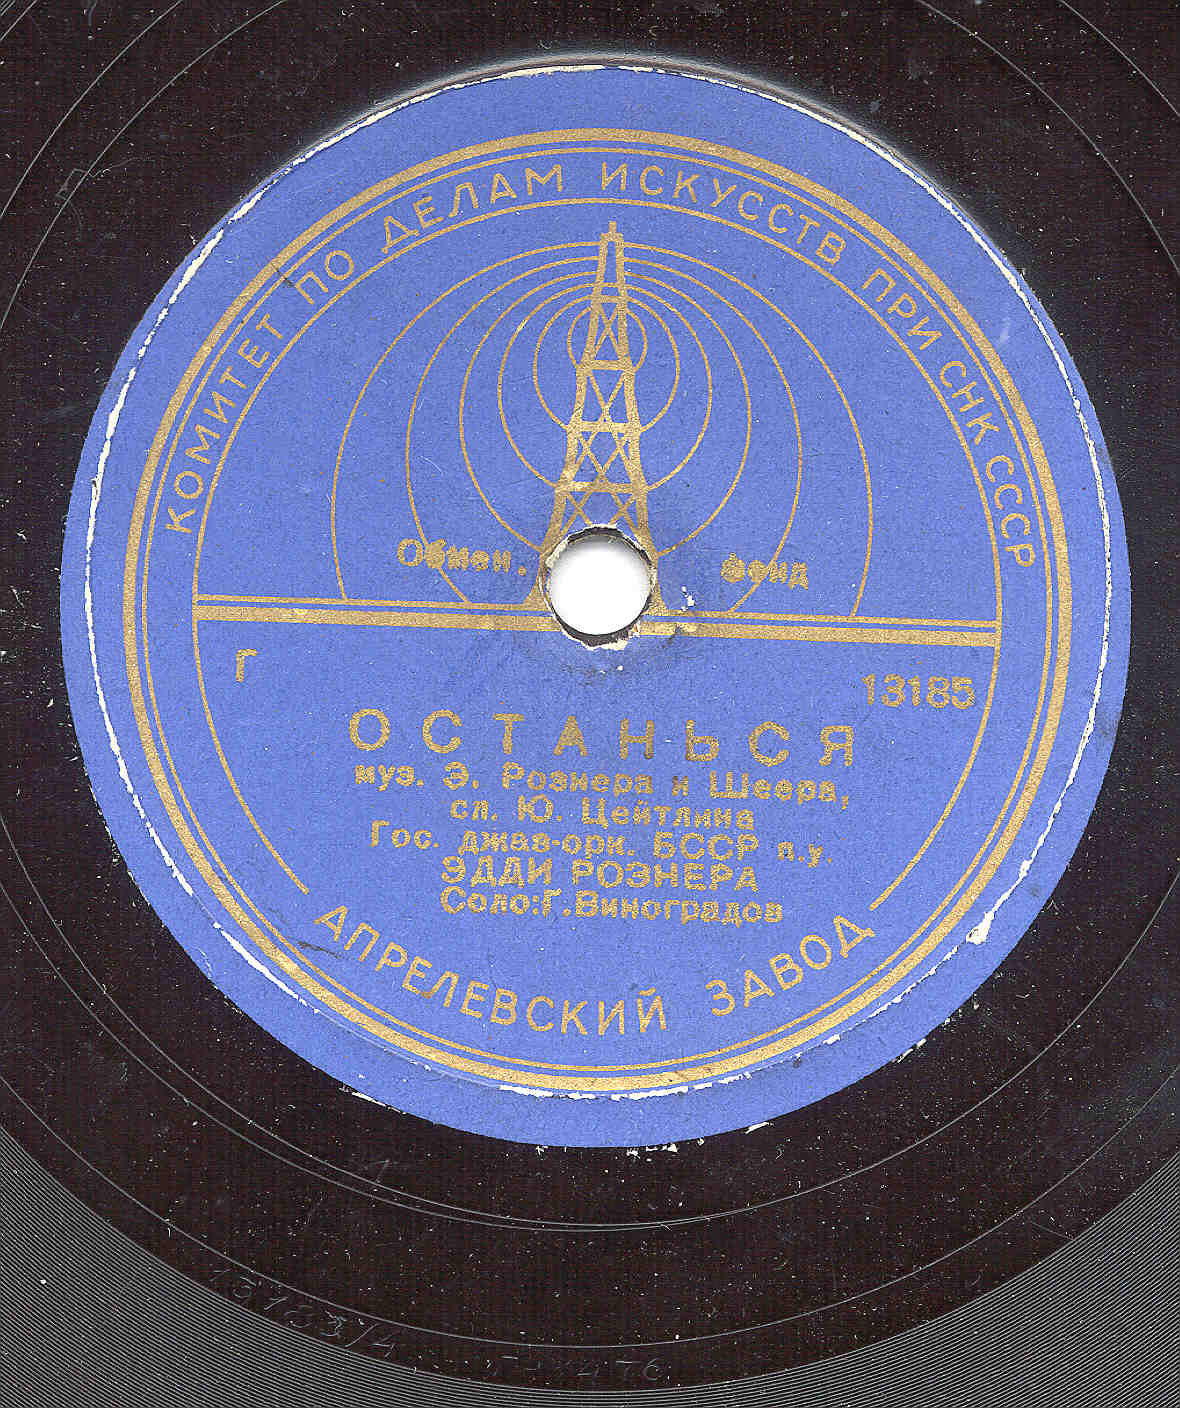 КОМИТЕТ ПО ДЕЛАМ ИСКУССТВ ПРИ СНК СССР
Обмен. фонд
Г 13185
ОСТАНЬСЯ
муз. Э. Рознера и Шеера,
сл. Ю. Цейтлина
Гос. джаз-орк. БССР п.у.
ЭДДИ РОЗНЕРА
Соло:Г.Виноградов
АПРЕЛЕВСКИЙ ЗАВОД